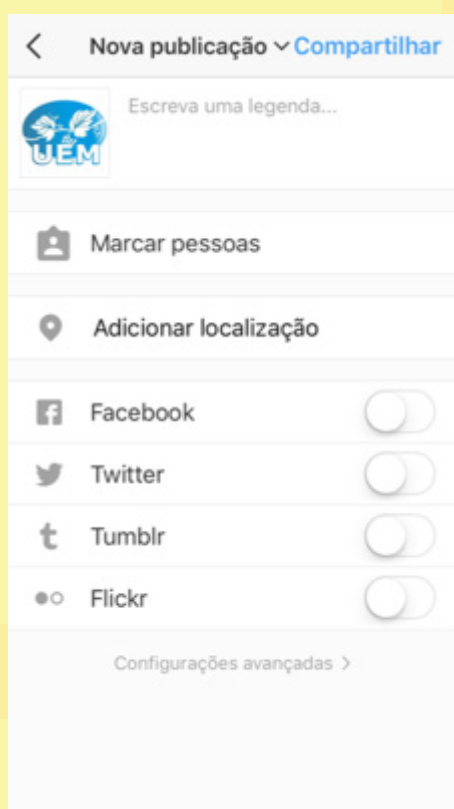 Nova publicação Compartilhar
Escreva uma legenda...
UEM
Marcar pessoas
Adicionar localização
Facebook
Twitter
Tumblr
Flickr
Configurações avançadas >